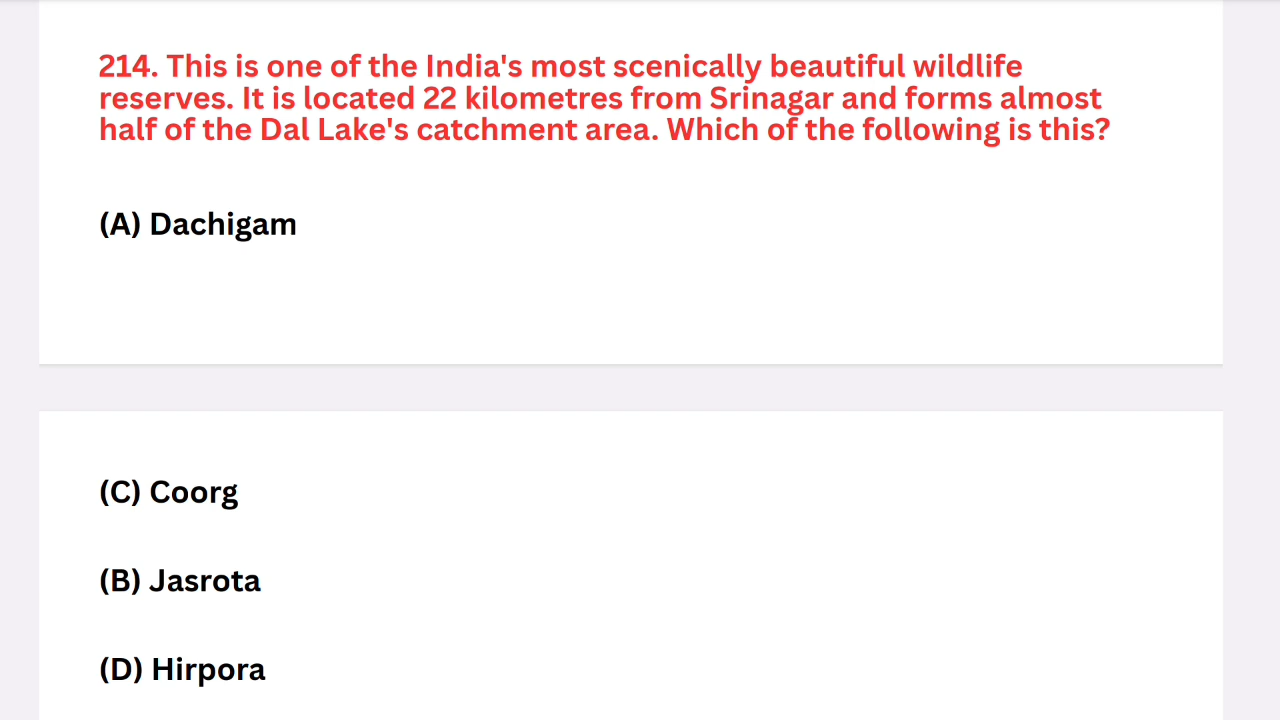 214. This is one of the India's most scenically beautiful wildlife
reserves. It is located 22 kilometres from Srinagar and forms almost
half of the Dal Lake's catchment area. Which of the following is this?
(A) Dachigam
(C) Coorg
(B) Jasrota
(D) Hirpora